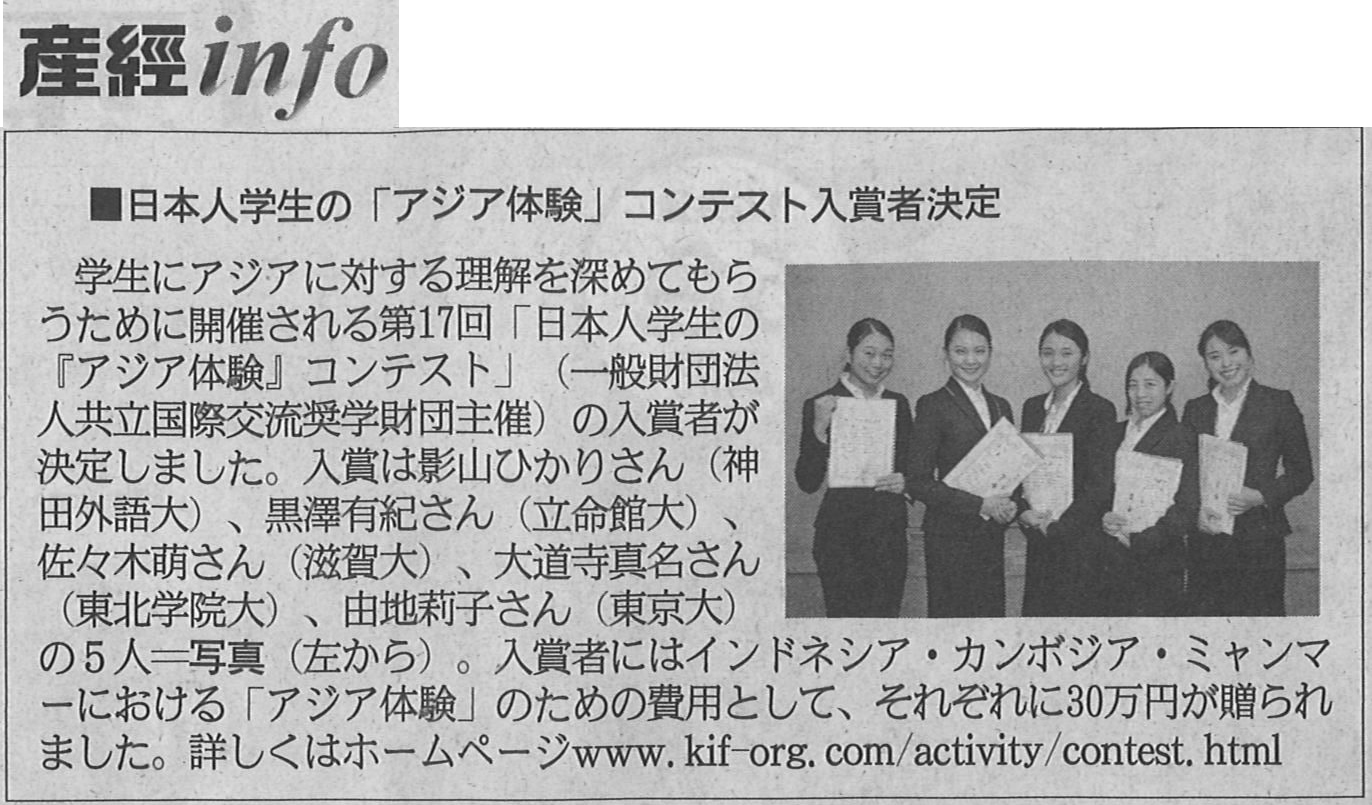 産經info
■日本人学生の「アジア体験」コンテスト入賞者決定
学生にアジアに対する理解を深めてもら
うために開催される第17回「日本人学生の
『アジア体験』コンテスト」（一般財団法
人共立国際交流奨学財団主催）の入賞者が
決定しました。入賞は影山ひかりさん（神
田外語大）、黒澤有紀さん（立命館大）、
佐々木萌さん（滋賀大）、大道寺真名さん
（東北学院大）、由地莉子さん（東京大）
の５人＝写真（左から）。入賞者にはインドネシア・カンボジア・ミャンマ
ーにおける「アジア体験」のための費用として、それぞれに30万円が贈られ
ました。詳しくはホームページwww.kif-org.com/activity/contest.html